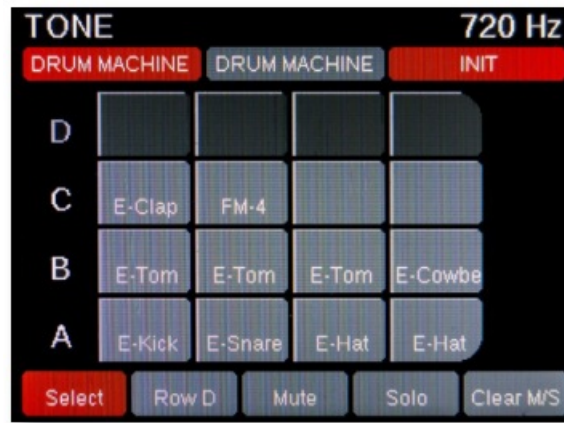 TONE 720 Hz
DRUM MACHINE DRUM MACHINE INIT
D
C E-Clap FM-4
B E-Tom E-Tom E-Tom E-Cowbe
A E-Kick E-Snare E-Hat E-Hat
Select Row D Mute Solo Clear M/S